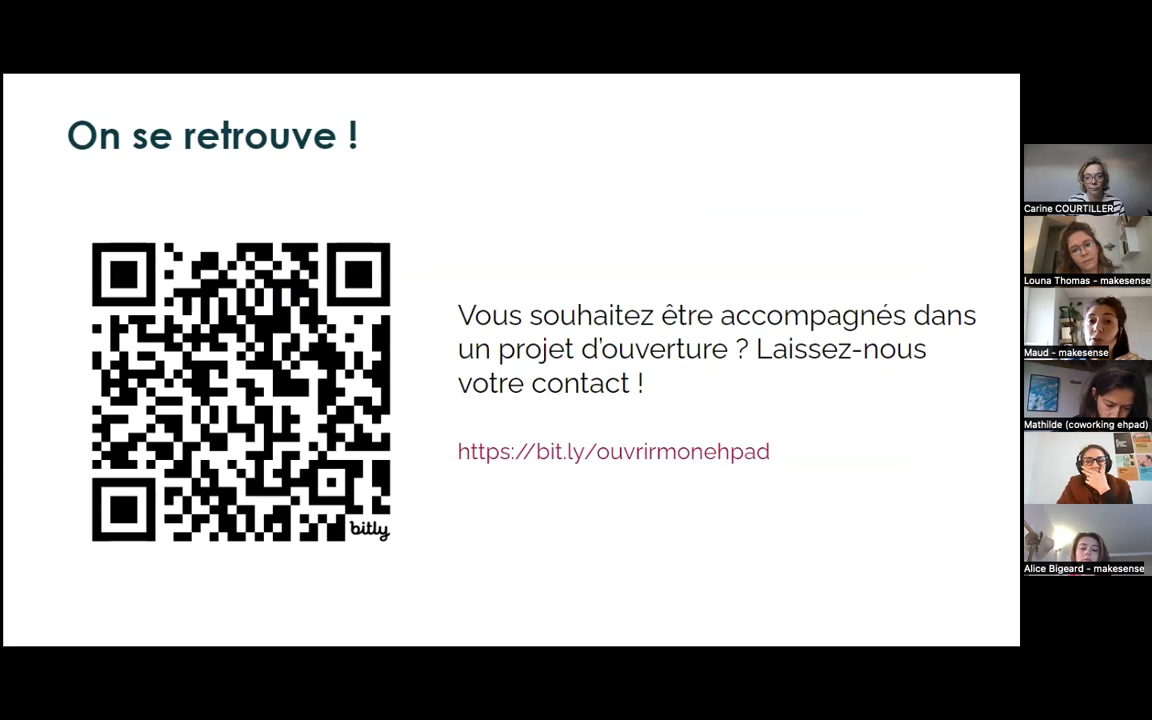 On se retrouve !
Vous souhaitez être accompagnés dans
un projet d'ouverture ? Laissez-nous
votre contact !
https://bit.ly/ouvrirmonehpad
bitly
Carine COURTILLER
Louna Thomas - makesense
Maud - makesense
Mathilde (coworking ehpad)
Alice Bigeard - makesense